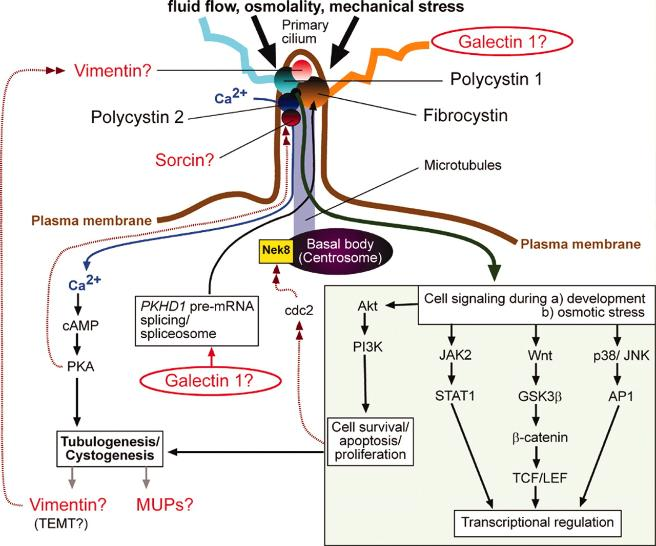 fluid flow, osmolality, mechanical stress
Primary
cilium
Galectin 1?
Vimentin?
Polycystin 1
Ca2+
Polycystin 2
Fibrocystin
Sorcin?
Microtubules
Plasma membrane
Plasma membrane
Nek8
Basal body
(Centrosome)
Ca2+
PKHD1 pre-mRNA
splicing/
spliceosome
cdc2
Akt
Cell signaling during a) development
b) osmotic stress
cAMP
PI3K
JAK2
Wnt
p38/ JNK
PKA
Galectin 1?
STAT1
GSK3β
AP1
Tubulogenesis/
Cystogenesis
Cell survival/
apoptosis/
proliferation
β-catenin
TCF/LEF
Vimentin?
(TEMT?)
MUPs?
Transcriptional regulation